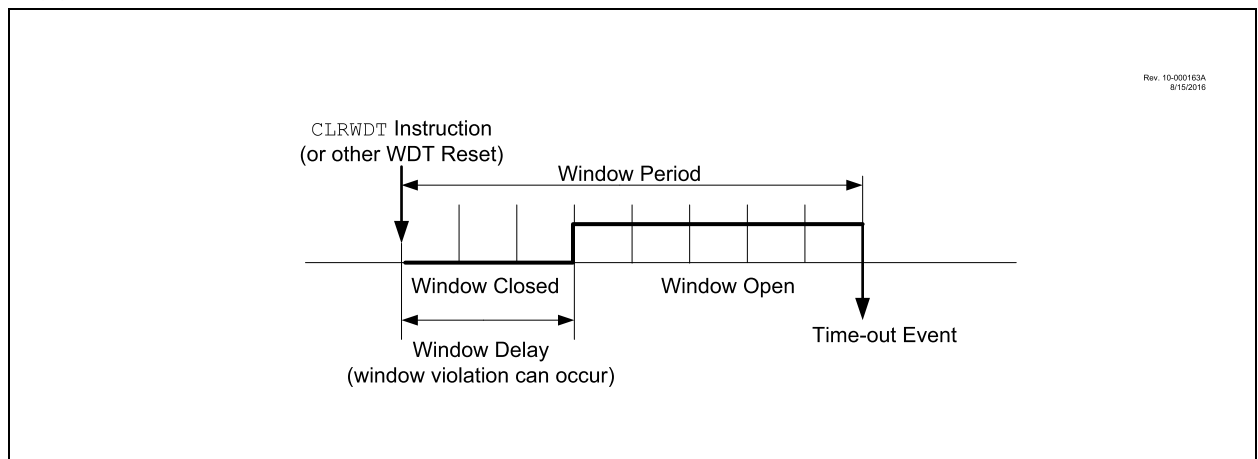 Rev. 10-000163A
8/15/2016
CLRWDT Instruction
(or other WDT Reset)
Window Period
Window Closed
Window Open
Window Delay
(window violation can occur)
Time-out Event